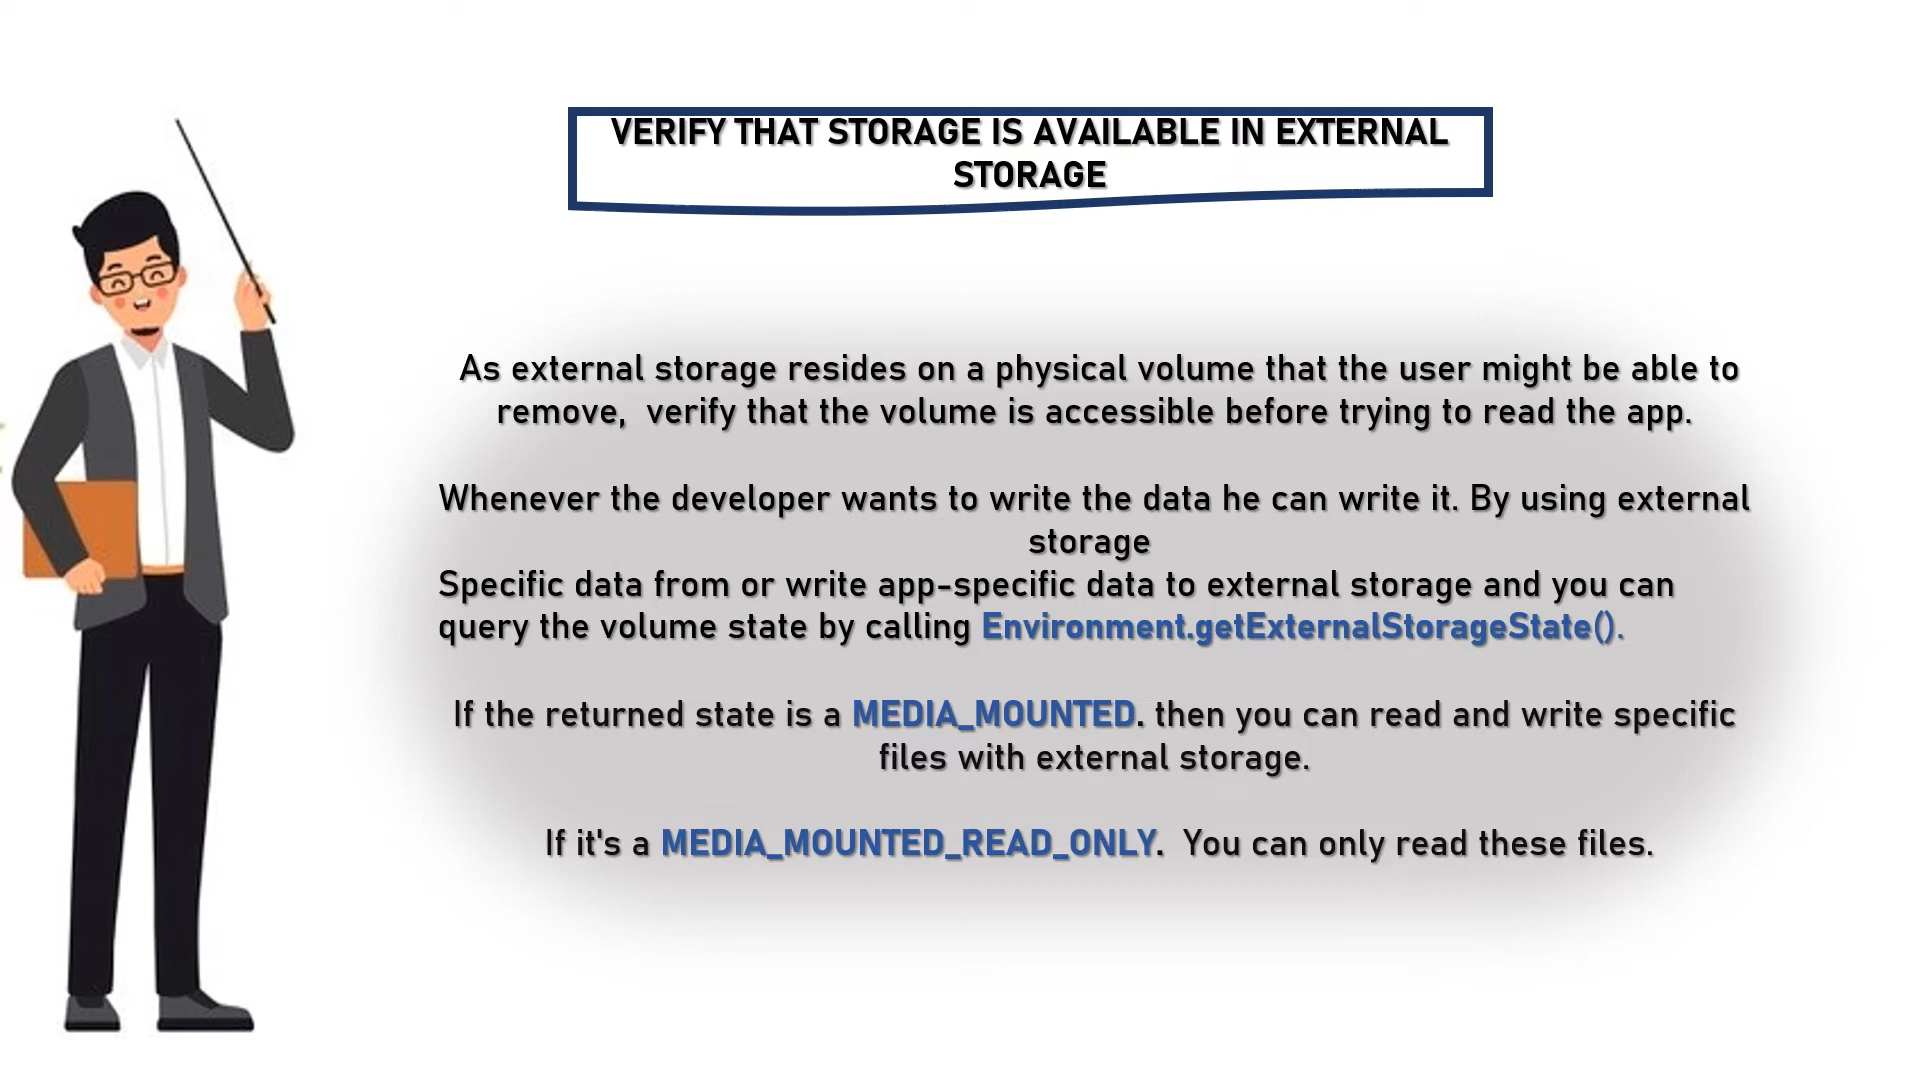 VERIFY THAT STORAGE IS AVAILABLE IN EXTERNAL
STORAGE
As external storage resides on a physical volume that the user might be able to
remove,  verify that the volume is accessible before trying to read the app.
Whenever the developer wants to write the data he can write it. By using external
storage
Specific data from or write app-specific data to external storage and you can
query the volume state by calling Environment.getExternalStorageState().
If the returned state is a MEDIA_MOUNTED. then you can read and write specific
files with external storage.
If it's a MEDIA_MOUNTED_READ_ONLY.  You can only read these files.